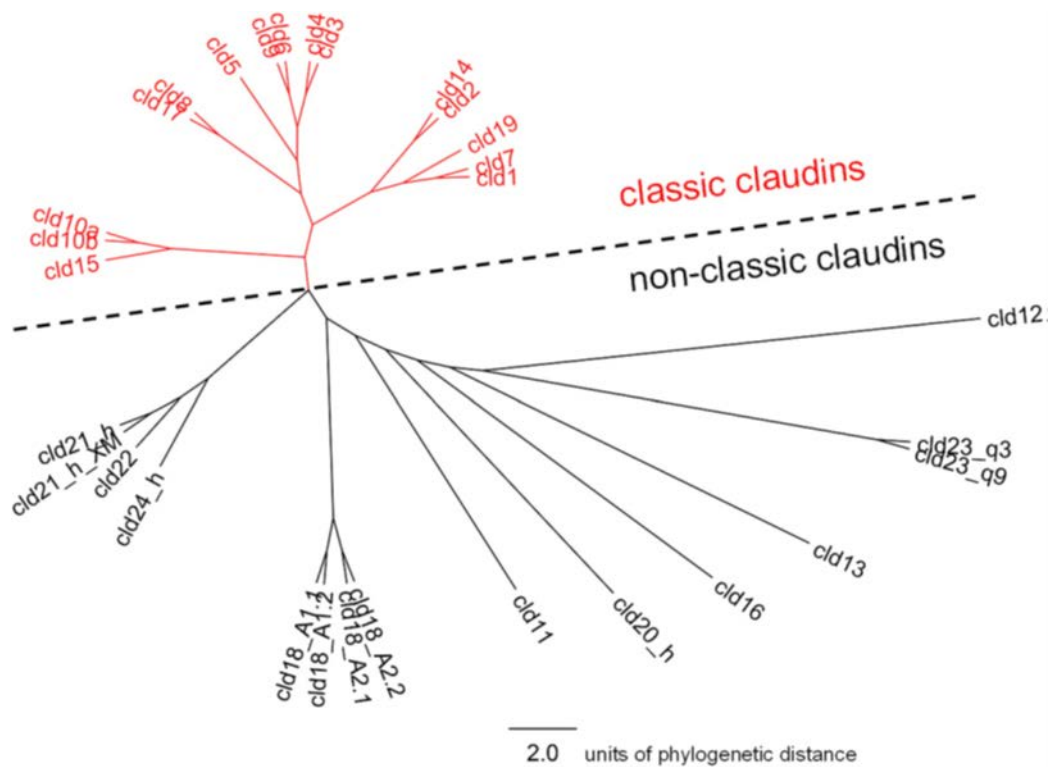 cld6
cld9
cld4
cld3
cld5
cld8
cld17
cld14
cld2
cld19
cld7
cld1
cld10a
cld10b
cld15
classic claudins
non-classic claudins
cld12
cld23_q3
cld23_q9
cld21_h
cld21_h_XM
cld22
cld24_h
cld13
cld16
cld20_h
cld11
cld18_A1.1
cld18_A1.2
cld18_A2.1
cld18_A2.2
2.0 units of phylogenetic distance